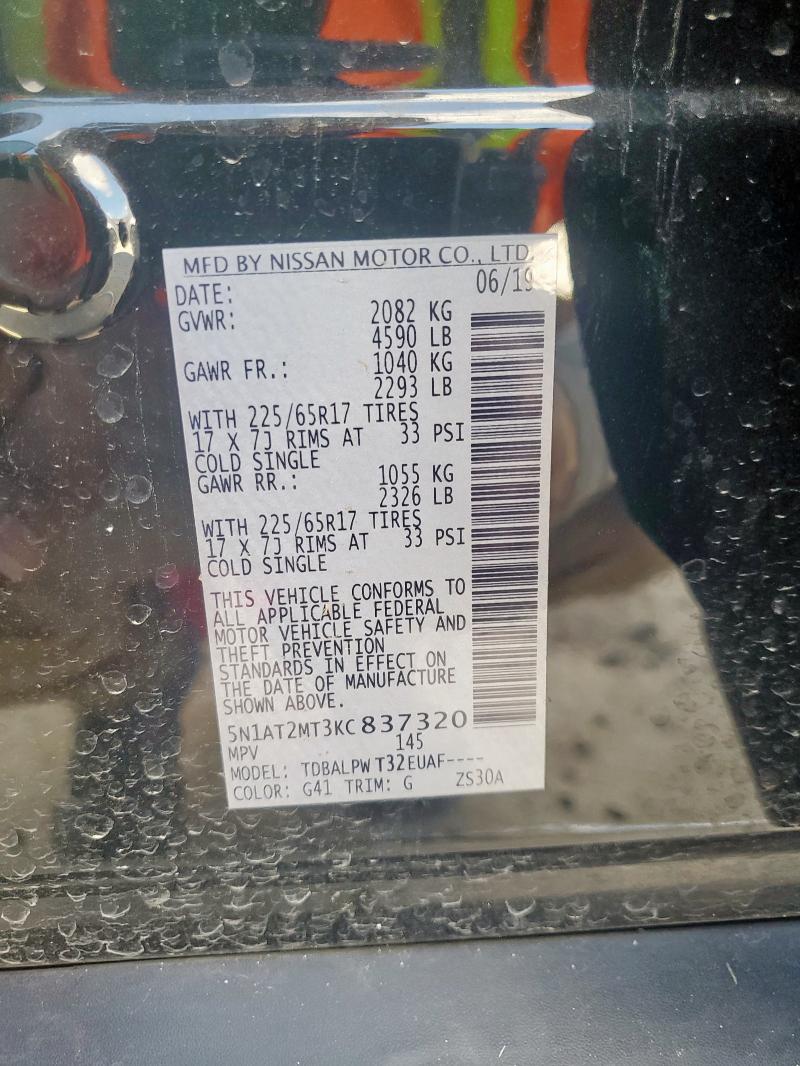 MFD BY NISSAN MOTOR CO., LTD.
DATE: 06/19
GVWR: 2082 KG
4590 LB
GAWR FR.: 1040 KG
2293 LB
WITH 225/65R17 TIRES
17 X 7J RIMS AT 33 PSI
COLD SINGLE
GAWR RR.: 1055 KG
2326 LB
WITH 225/65R17 TIRES
17 X 7J RIMS AT 33 PSI
COLD SINGLE
THIS VEHICLE CONFORMS TO
ALL APPLICABLE FEDERAL
MOTOR VEHICLE SAFETY AND
THEFT PREVENTION
STANDARDS IN EFFECT ON
THE DATE OF MANUFACTURE
SHOWN ABOVE.
5N1AT2MT3KC837320
MPV 145
MODEL: TDBALPW T32EUAF----
COLOR: G41 TRIM: G ZS30A